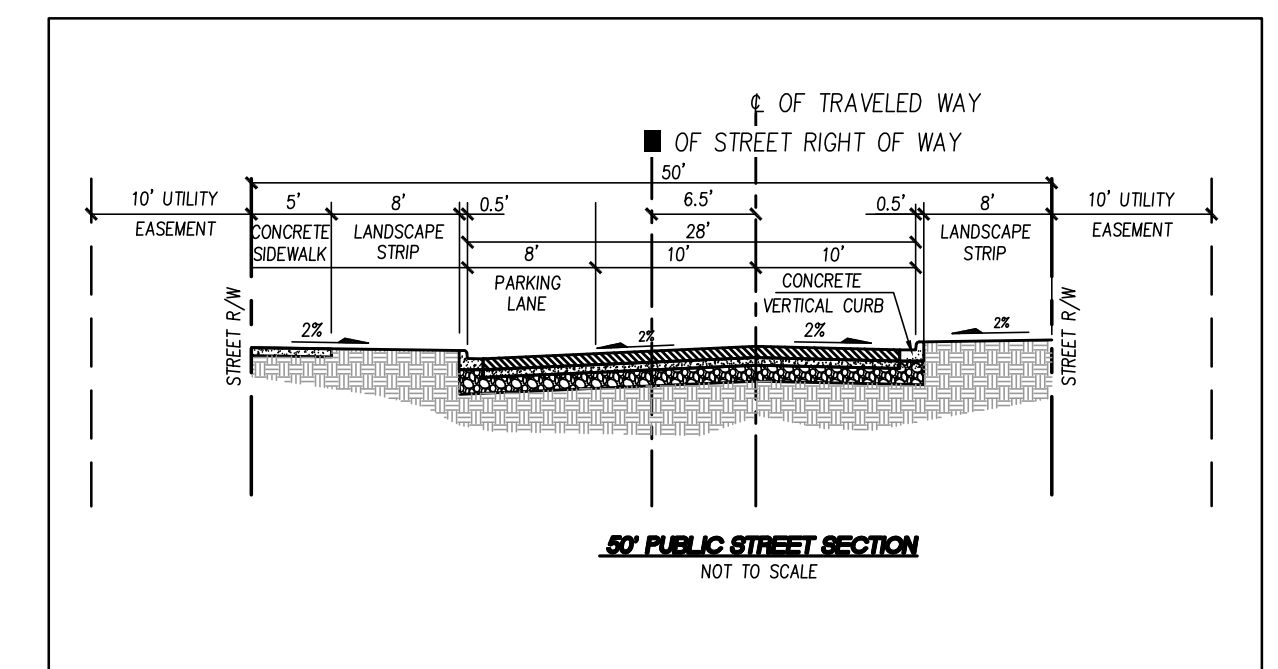 ℄ OF TRAVELED WAY
■ OF STREET RIGHT OF WAY
50'
10' UTILITY
EASEMENT
5'
8'
0.5'
6.5'
0.5'
8'
10' UTILITY
EASEMENT
CONCRETE
SIDEWALK
LANDSCAPE
STRIP
28'
LANDSCAPE
STRIP
8'
10'
10'
PARKING
LANE
CONCRETE
VERTICAL CURB
STREET R/W
2%
2%
2%
2%
STREET R/W
50' PUBLIC STREET SECTION
NOT TO SCALE